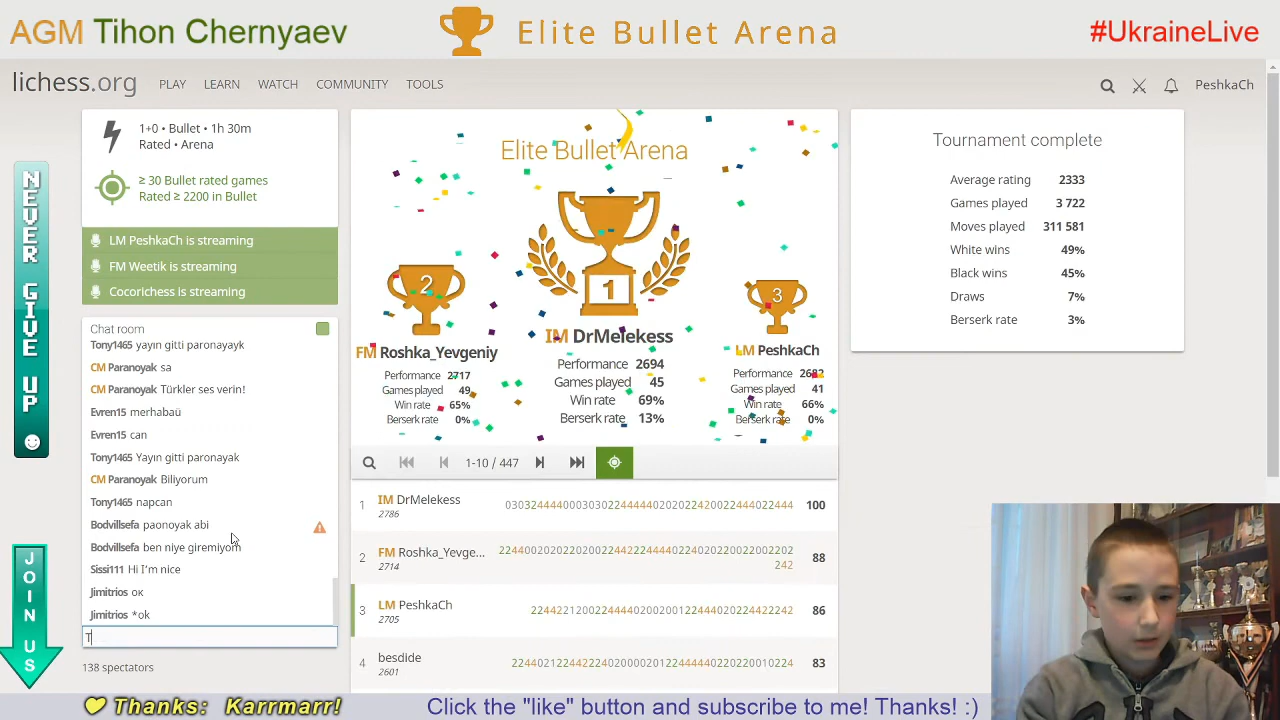 AGM Tihon Chernyaev
Elite Bullet Arena
#UkraineLive
lichess.org
PLAY LEARN WATCH COMMUNITY TOOLS
PeshkaCh
NEVER GIVE UP
JOIN US
1+0 • Bullet • 1h 30m
Rated • Arena
≥ 30 Bullet rated games
Rated ≥ 2200 in Bullet
LM PeshkaCh is streaming
FM Weetik is streaming
Cocorichess is streaming
Chat room
Tony1465 yayın gitti paronayayk
CM Paranoyak sa
CM Paranoyak Türkler ses verin!
Evren15 merhabaü
Evren15 can
Tony1465 Yayın gitti paronayak
CM Paranoyak Biliyorum
Tony1465 napcan
Bodvillsefa paonoyak abi
Bodvillsefa ben niye giremiyom
Sissi111 Hi I'm nice
Jimitrios ок
Jimitrios *ok
T
138 spectators
Elite Bullet Arena
2
FM Roshka_Yevgeniy
Performance 2717
Games played 49
Win rate 65%
Berserk rate 0%
1
IM DrMelekess
Performance 2694
Games played 45
Win rate 69%
Berserk rate 13%
3
LM PeshkaCh
Performance 2682
Games played 41
Win rate 66%
Berserk rate 0%
1-10 / 447
1 IM DrMelekess 100
2786
2 FM Roshka_Yevge... 88
2714
242
3 LM PeshkaCh 86
2705
4 besdide 83
2601
Tournament complete
Average rating 2333
Games played 3 722
Moves played 311 581
White wins 49%
Black wins 45%
Draws 7%
Berserk rate 3%
Thanks: Karrmarr!
Click the "like" button and subscribe to me! Thanks! :)